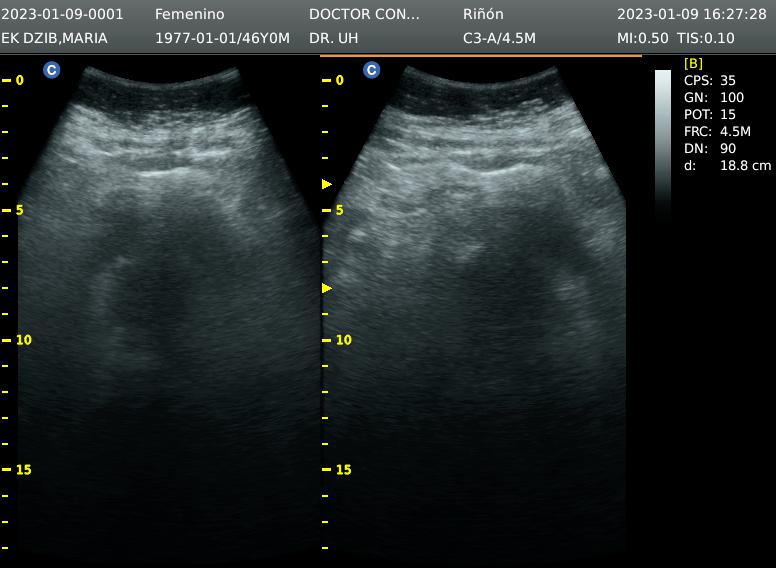 2023-01-09-0001 Femenino DOCTOR CON... Riñón 2023-01-09 16:27:28
EK DZIB,MARIA 1977-01-01/46Y0M DR. UH C3-A/4.5M MI:0.50 TIS:0.10
C C [B]
0 0 CPS: 35
GN: 100
POT: 15
FRC: 4.5M
DN: 90
d: 18.8 cm
5 5
10 10
15 15